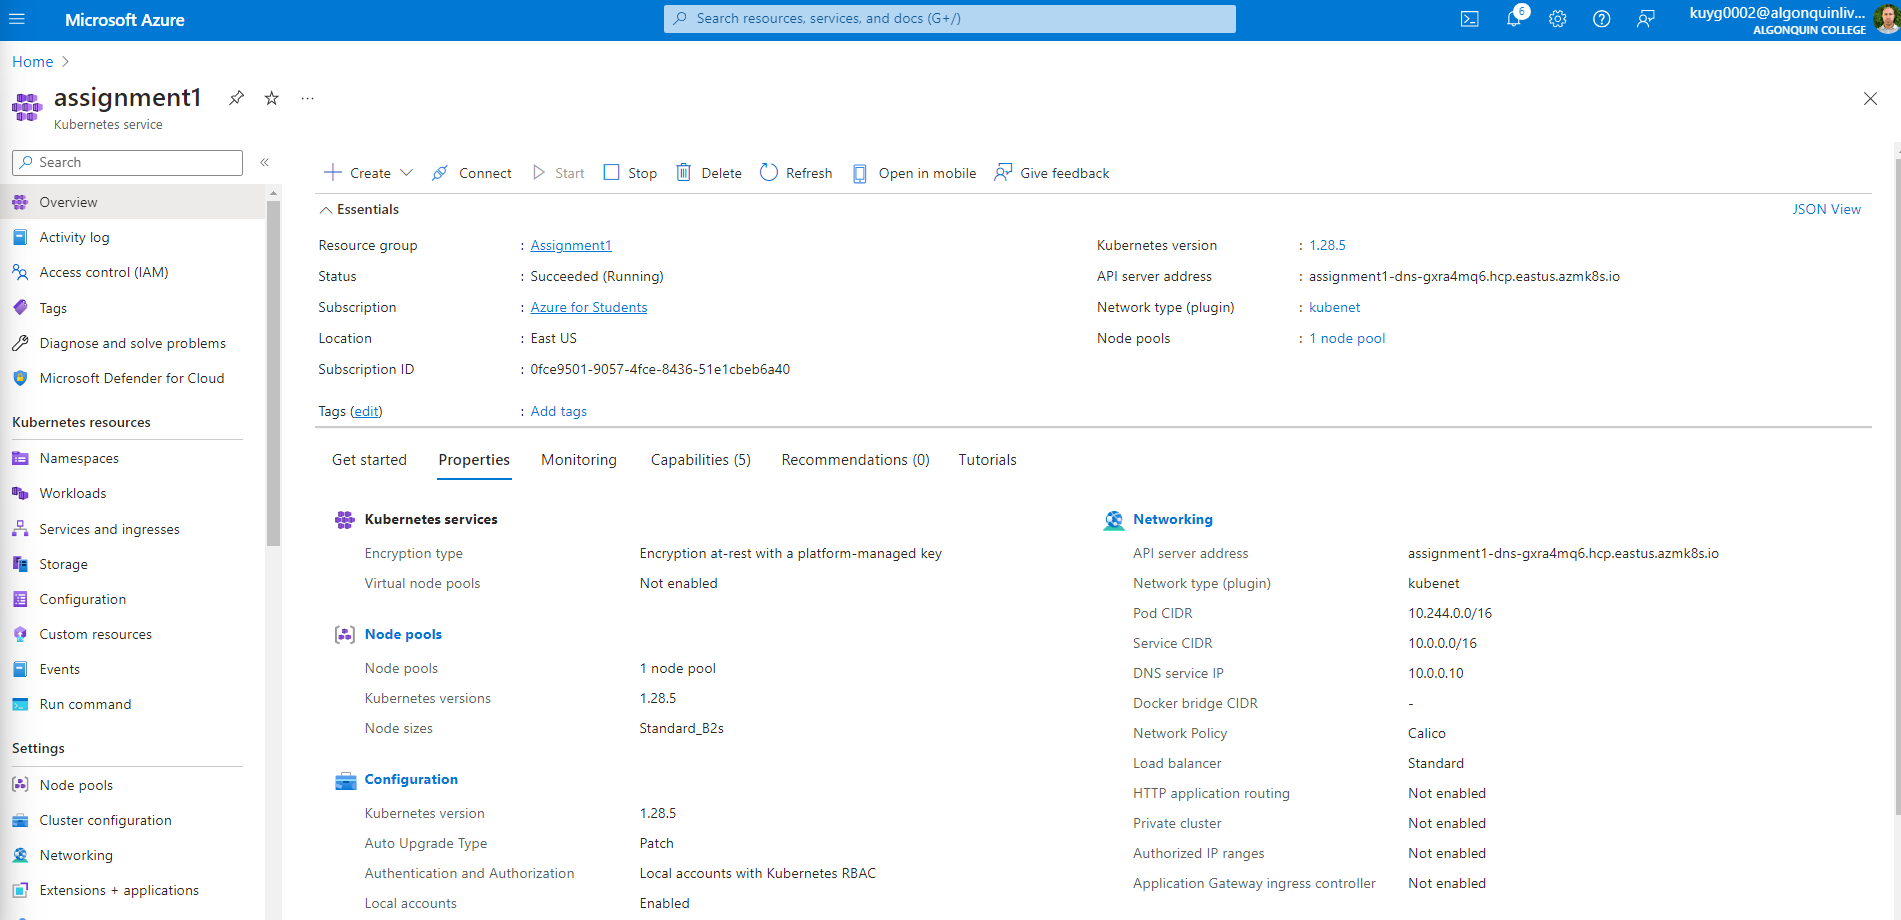 Microsoft Azure
Search resources, services, and docs (G+/)
6
kuyg0002@algonquinliv...
ALGONQUIN COLLEGE
Home
assignment1
Kubernetes service
Search
Overview
Activity log
Access control (IAM)
Tags
Diagnose and solve problems
Microsoft Defender for Cloud
Kubernetes resources
Namespaces
Workloads
Services and ingresses
Storage
Configuration
Custom resources
Events
Run command
Settings
Node pools
Cluster configuration
Networking
Extensions + applications
Create Connect Start Stop Delete Refresh Open in mobile Give feedback
Essentials
JSON View
Resource group : Assignment1
Status : Succeeded (Running)
Subscription : Azure for Students
Location : East US
Subscription ID : 0fce9501-9057-4fce-8436-51e1cbeb6a40
Tags (edit) : Add tags
Kubernetes version : 1.28.5
API server address : assignment1-dns-gxra4mq6.hcp.eastus.azmk8s.io
Network type (plugin) : kubenet
Node pools : 1 node pool
Get started Properties Monitoring Capabilities (5) Recommendations (0) Tutorials
Kubernetes services
Encryption type Encryption at-rest with a platform-managed key
Virtual node pools Not enabled
Node pools
Node pools 1 node pool
Kubernetes versions 1.28.5
Node sizes Standard_B2s
Configuration
Kubernetes version 1.28.5
Auto Upgrade Type Patch
Authentication and Authorization Local accounts with Kubernetes RBAC
Local accounts Enabled
Networking
API server address assignment1-dns-gxra4mq6.hcp.eastus.azmk8s.io
Network type (plugin) kubenet
Pod CIDR 10.244.0.0/16
Service CIDR 10.0.0.0/16
DNS service IP 10.0.0.10
Docker bridge CIDR -
Network Policy Calico
Load balancer Standard
HTTP application routing Not enabled
Private cluster Not enabled
Authorized IP ranges Not enabled
Application Gateway ingress controller Not enabled